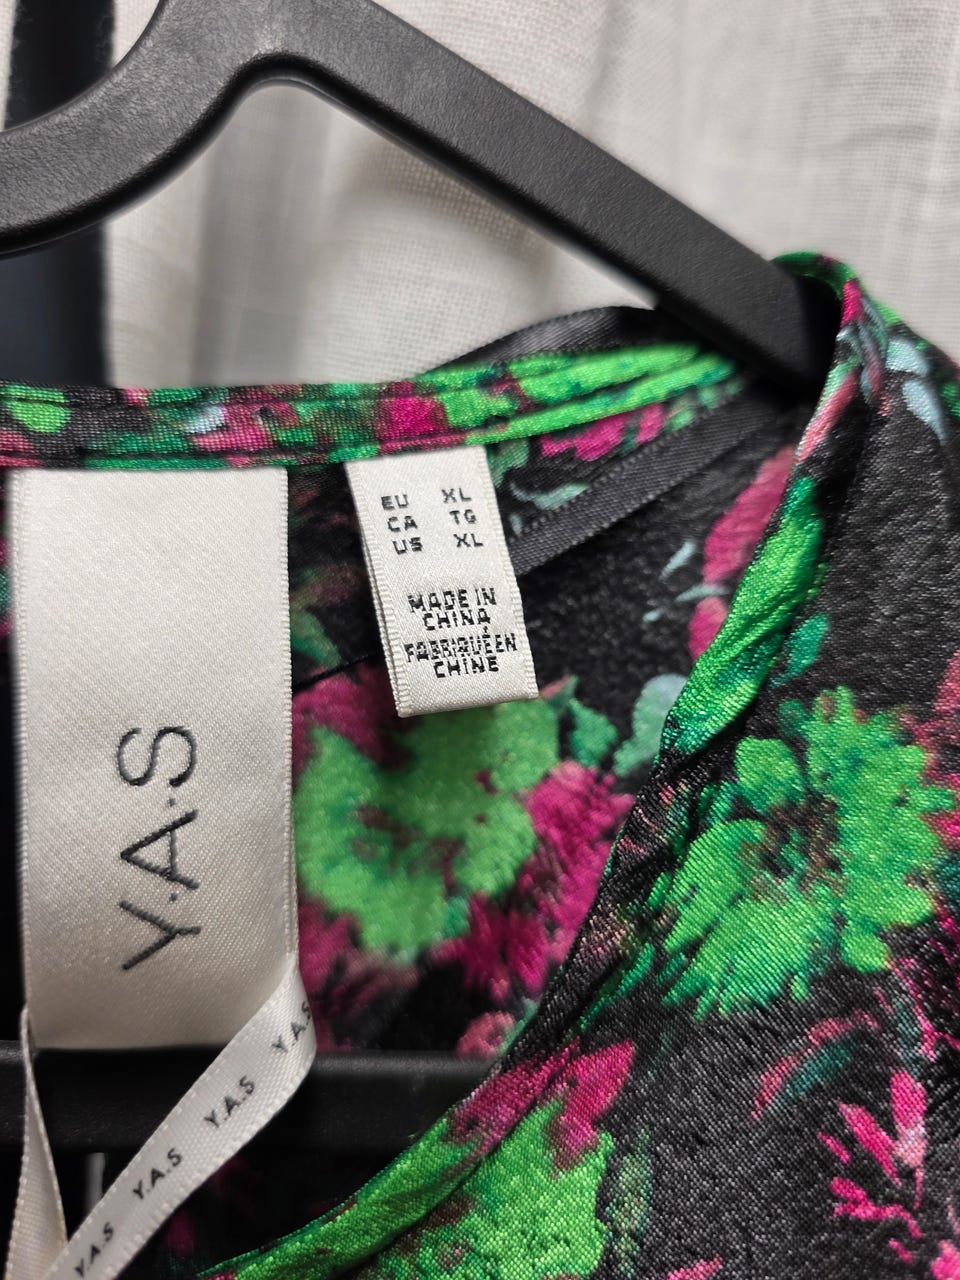 EU XL
CA TG
US XL
MADE IN
CHINA
FABRIQUÉ EN
CHINE
Y.A.S
Y.A.S
Y.A.S
Y.A.S
Y.A.S